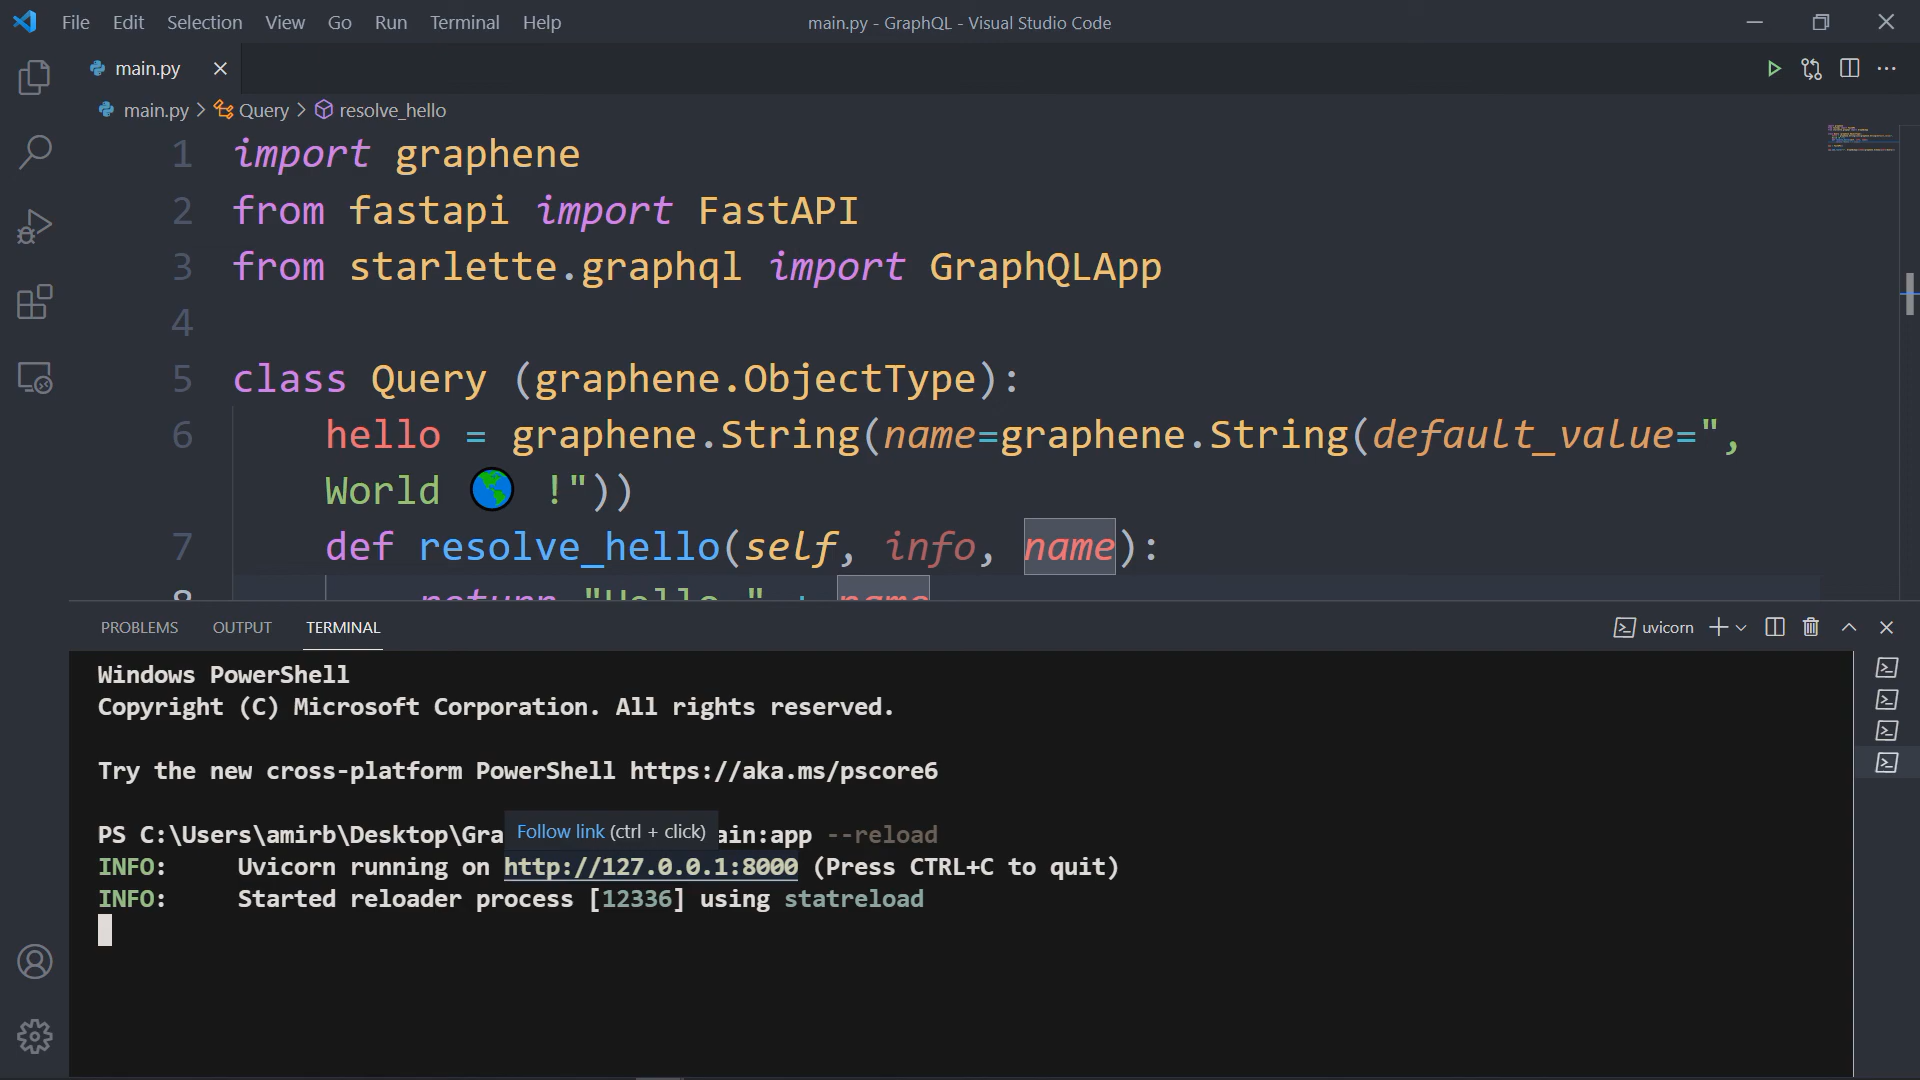 File Edit Selection View Go Run Terminal Help
main.py - GraphQL - Visual Studio Code
main.py
main.py > Query > resolve_hello
1 import graphene
2 from fastapi import FastAPI
3 from starlette.graphql import GraphQLApp
4
5 class Query (graphene.ObjectType):
6 hello = graphene.String(name=graphene.String(default_value=",
World 🌎 !"))
7 def resolve_hello(self, info, name):
8 return "Hello " + name
PROBLEMS OUTPUT TERMINAL
uvicorn
Windows PowerShell
Copyright (C) Microsoft Corporation. All rights reserved.
Try the new cross-platform PowerShell https://aka.ms/pscore6
PS C:\Users\amirb\Desktop\Gra
Follow link (ctrl + click)
ain:app --reload
INFO: Uvicorn running on http://127.0.0.1:8000 (Press CTRL+C to quit)
INFO: Started reloader process [12336] using statreload